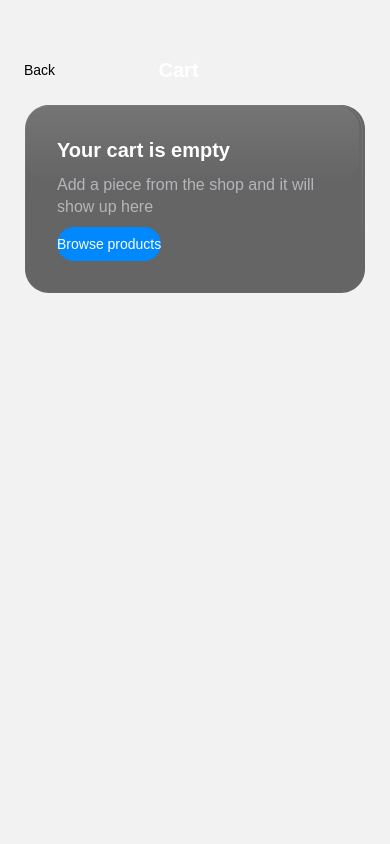 Back
Cart
Your cart is empty
Add a piece from the shop and it will
show up here
Browse products